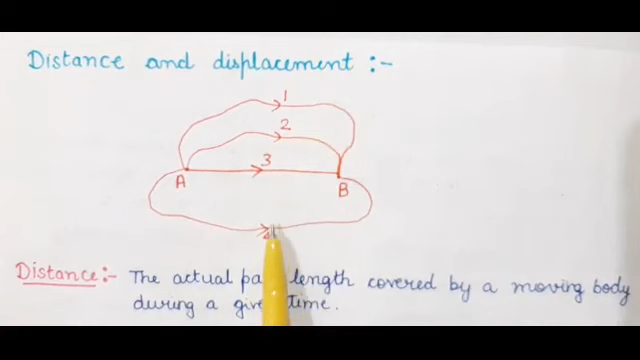 Distance and displacement :-
1
2
3
A
B
Distance :- The actual length covered by a moving body
during a time.